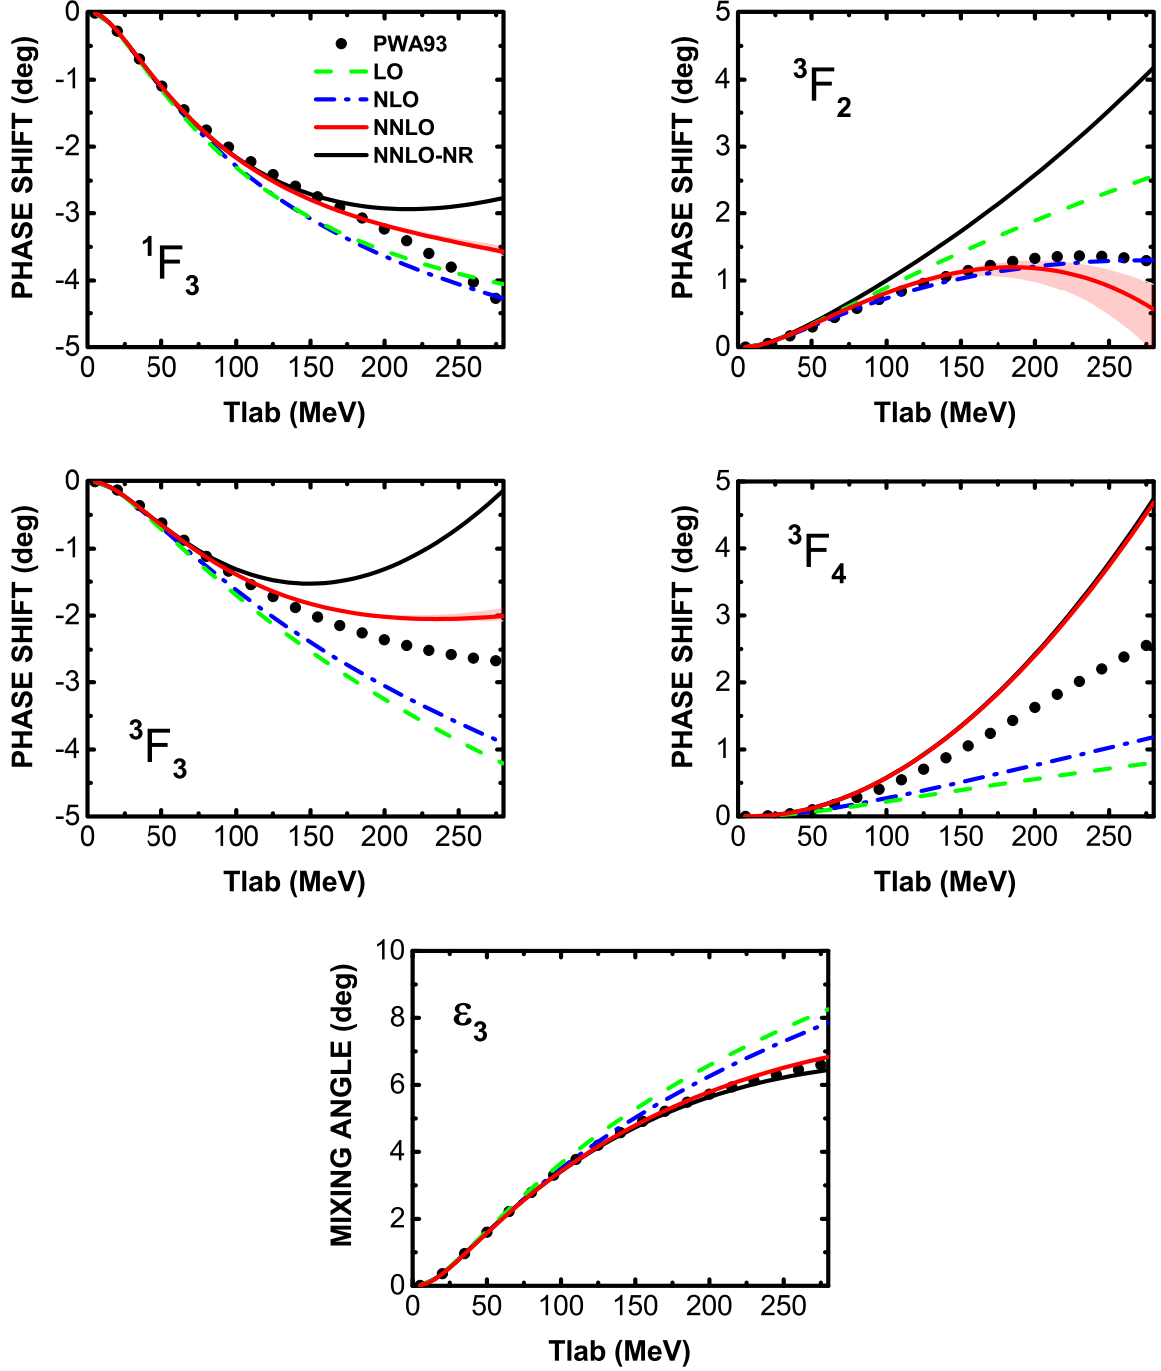 0
-1
-2
-3
-4
-5
PHASE SHIFT (deg)
PWA93
LO
NLO
NNLO
NNLO-NR
¹F₃
0 50 100 150 200 250
Tlab (MeV)
5
4
3
2
1
0
PHASE SHIFT (deg)
³F₂
0 50 100 150 200 250
Tlab (MeV)
0
-1
-2
-3
-4
-5
PHASE SHIFT (deg)
³F₃
0 50 100 150 200 250
Tlab (MeV)
5
4
3
2
1
0
PHASE SHIFT (deg)
³F₄
0 50 100 150 200 250
Tlab (MeV)
10
8
6
4
2
0
MIXING ANGLE (deg)
ε₃
0 50 100 150 200 250
Tlab (MeV)